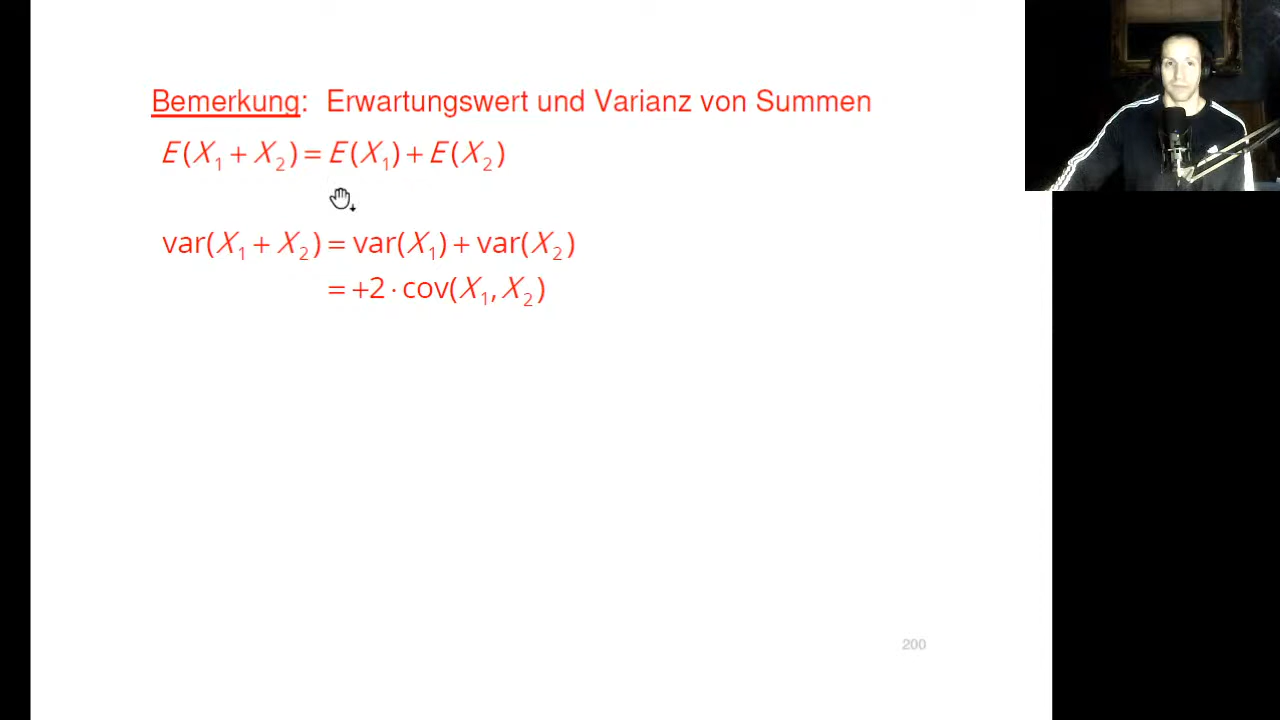 Bemerkung: Erwartungswert und Varianz von Summen
E(X₁ + X₂) = E(X₁) + E(X₂)
var(X₁ + X₂) = var(X₁) + var(X₂)
= +2 · cov(X₁, X₂)
200